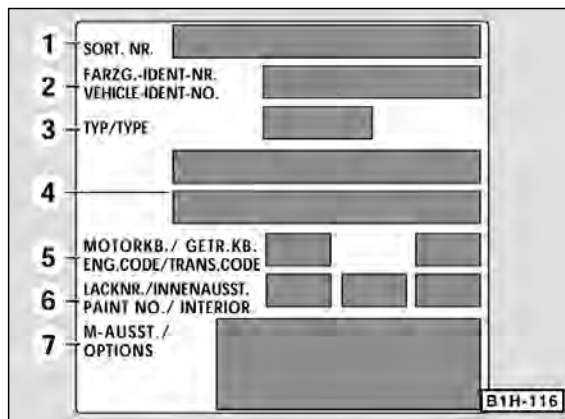 1 SORT. NR.
2 FARZG.-IDENT-NR.
VEHICLE-IDENT-NO.
3 TYP/TYPE
4
5 MOTORKB./ GETR.KB.
ENG.CODE/TRANS.CODE
6 LACKNR./INNENAUSST.
PAINT NO./ INTERIOR
7 M-AUSST./
OPTIONS
B1H-116